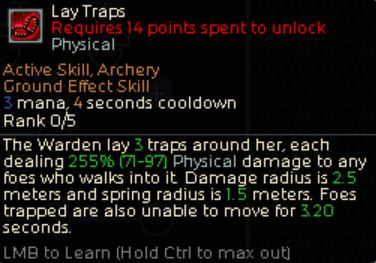 Lay Traps
Requires 14 points spent to unlock
Physical
Active Skill, Archery
Ground Effect Skill
3 mana, 4 seconds cooldown
Rank 0/5
The Warden lay 3 traps around her, each
dealing 255% (71-97) Physical damage to any
foes who walks into it. Damage radius is 2.5
meters and spring radius is 1.5 meters. Foes
trapped are also unable to move for 3.20
seconds.
LMB to Learn (Hold Ctrl to max out)